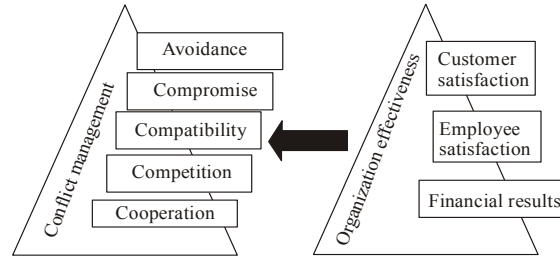 Conflict management
Avoidance
Compromise
Compatibility
Competition
Cooperation
Organization effectiveness
Customer
satisfaction
Employee
satisfaction
Financial results